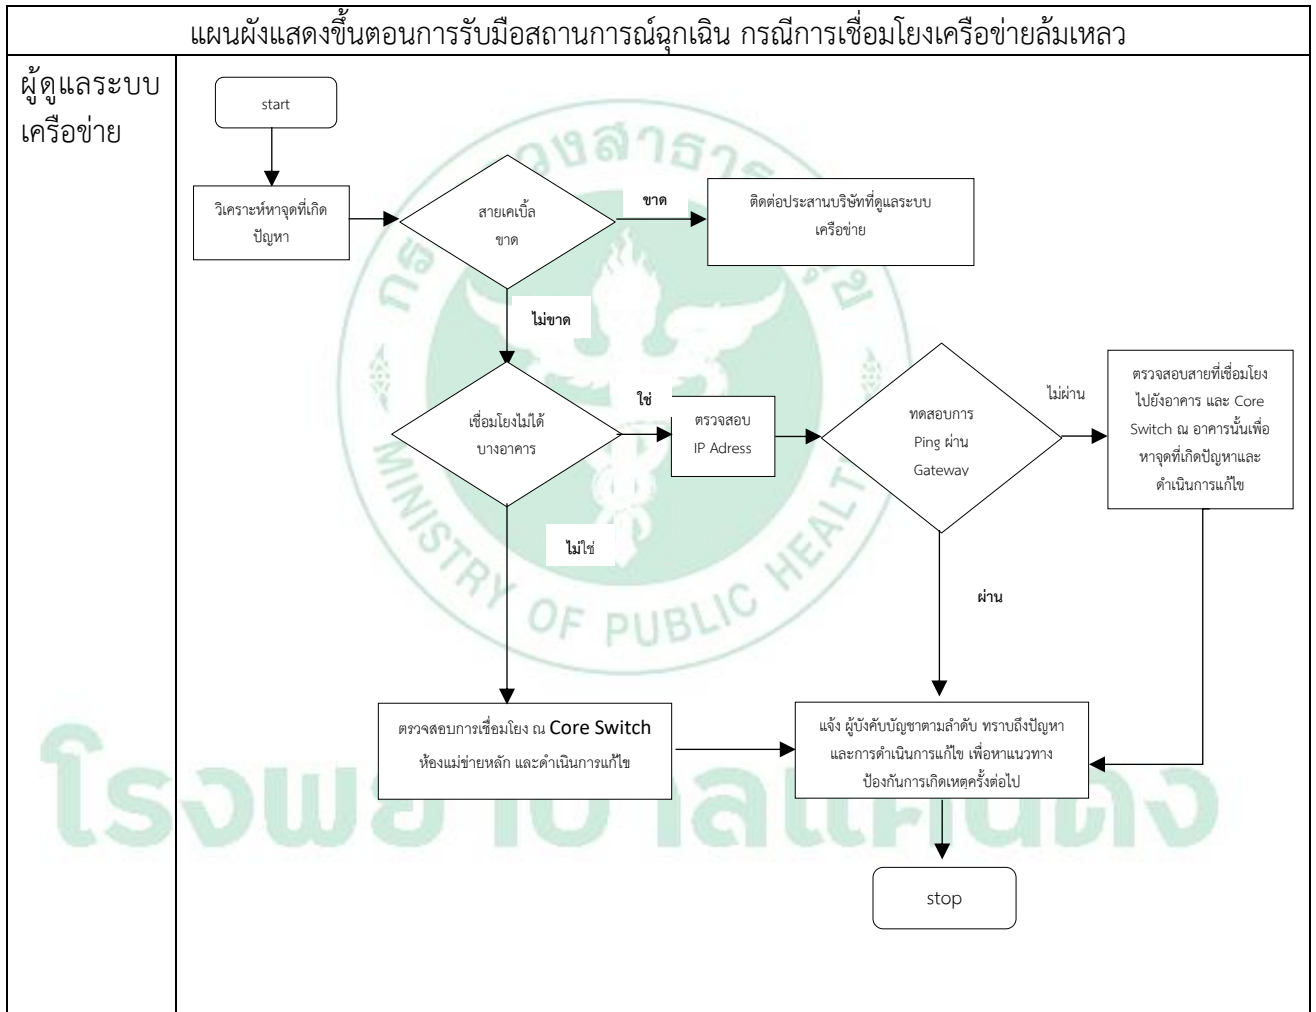 แผนผังแสดงขึ้นตอนการรับมือสถานการณ์ฉุกเฉิน กรณีการเชื่อมโยงเครือข่ายล้มเหลว
ผู้ดูแลระบบ
เครือข่าย
start
วิเคราะห์หาจุดที่เกิด
ปัญหา
สายเคเบิ้ล
ขาด
ขาด
ติดต่อประสานบริษัทที่ดูแลระบบ
เครือข่าย
ไม่ขาด
เชื่อมโยงไม่ได้
บางอาคาร
ใช่
ตรวจสอบ
IP Adress
ทดสอบการ
Ping ผ่าน
Gateway
ไม่ผ่าน
ตรวจสอบสายที่เชื่อมโยง
ไปยังอาคาร และ Core
Switch ณ อาคารนั้นเพื่อ
หาจุดที่เกิดปัญหาและ
ดำเนินการแก้ไข
ไม่ใช่
ผ่าน
ตรวจสอบการเชื่อมโยง ณ Core Switch
ห้องแม่ข่ายหลัก และดำเนินการแก้ไข
แจ้ง ผู้บังคับบัญชาตามลำดับ ทราบถึงปัญหา
และการดำเนินการแก้ไข เพื่อหาแนวทาง
ป้องกันการเกิดเหตุครั้งต่อไป
stop
MINISTRY OF PUBLIC HEALT